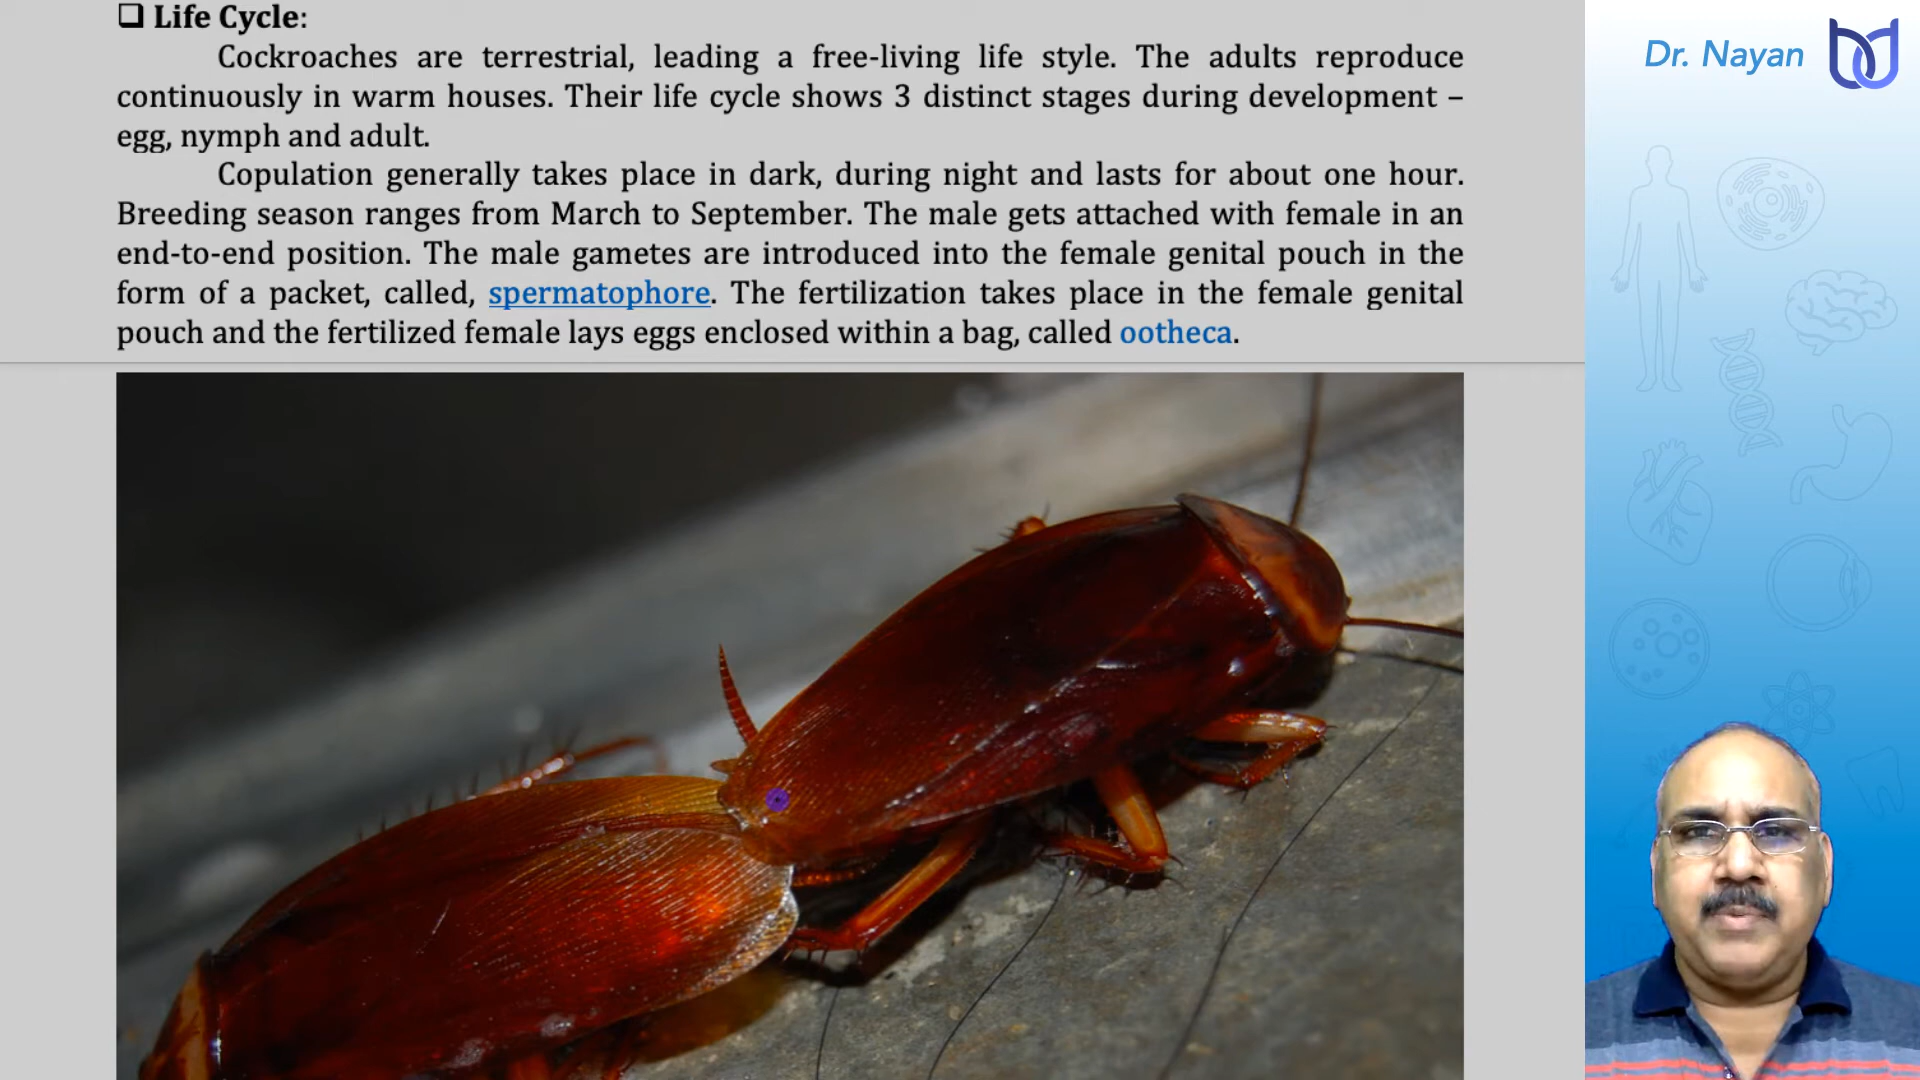 ❑ Life Cycle:
Cockroaches are terrestrial, leading a free-living life style. The adults reproduce
continuously in warm houses. Their life cycle shows 3 distinct stages during development –
egg, nymph and adult.
Copulation generally takes place in dark, during night and lasts for about one hour.
Breeding season ranges from March to September. The male gets attached with female in an
end-to-end position. The male gametes are introduced into the female genital pouch in the
form of a packet, called, spermatophore. The fertilization takes place in the female genital
pouch and the fertilized female lays eggs enclosed within a bag, called ootheca.
Dr. Nayan